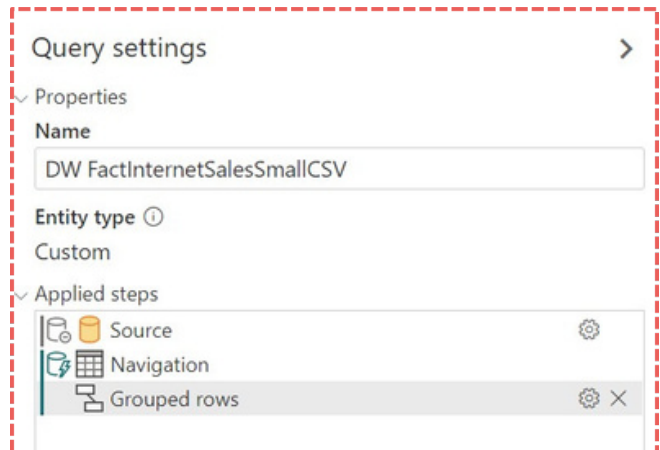 Query settings
Properties
Name
DW FactInternetSalesSmallCSV
Entity type
Custom
Applied steps
Source
Navigation
Grouped rows